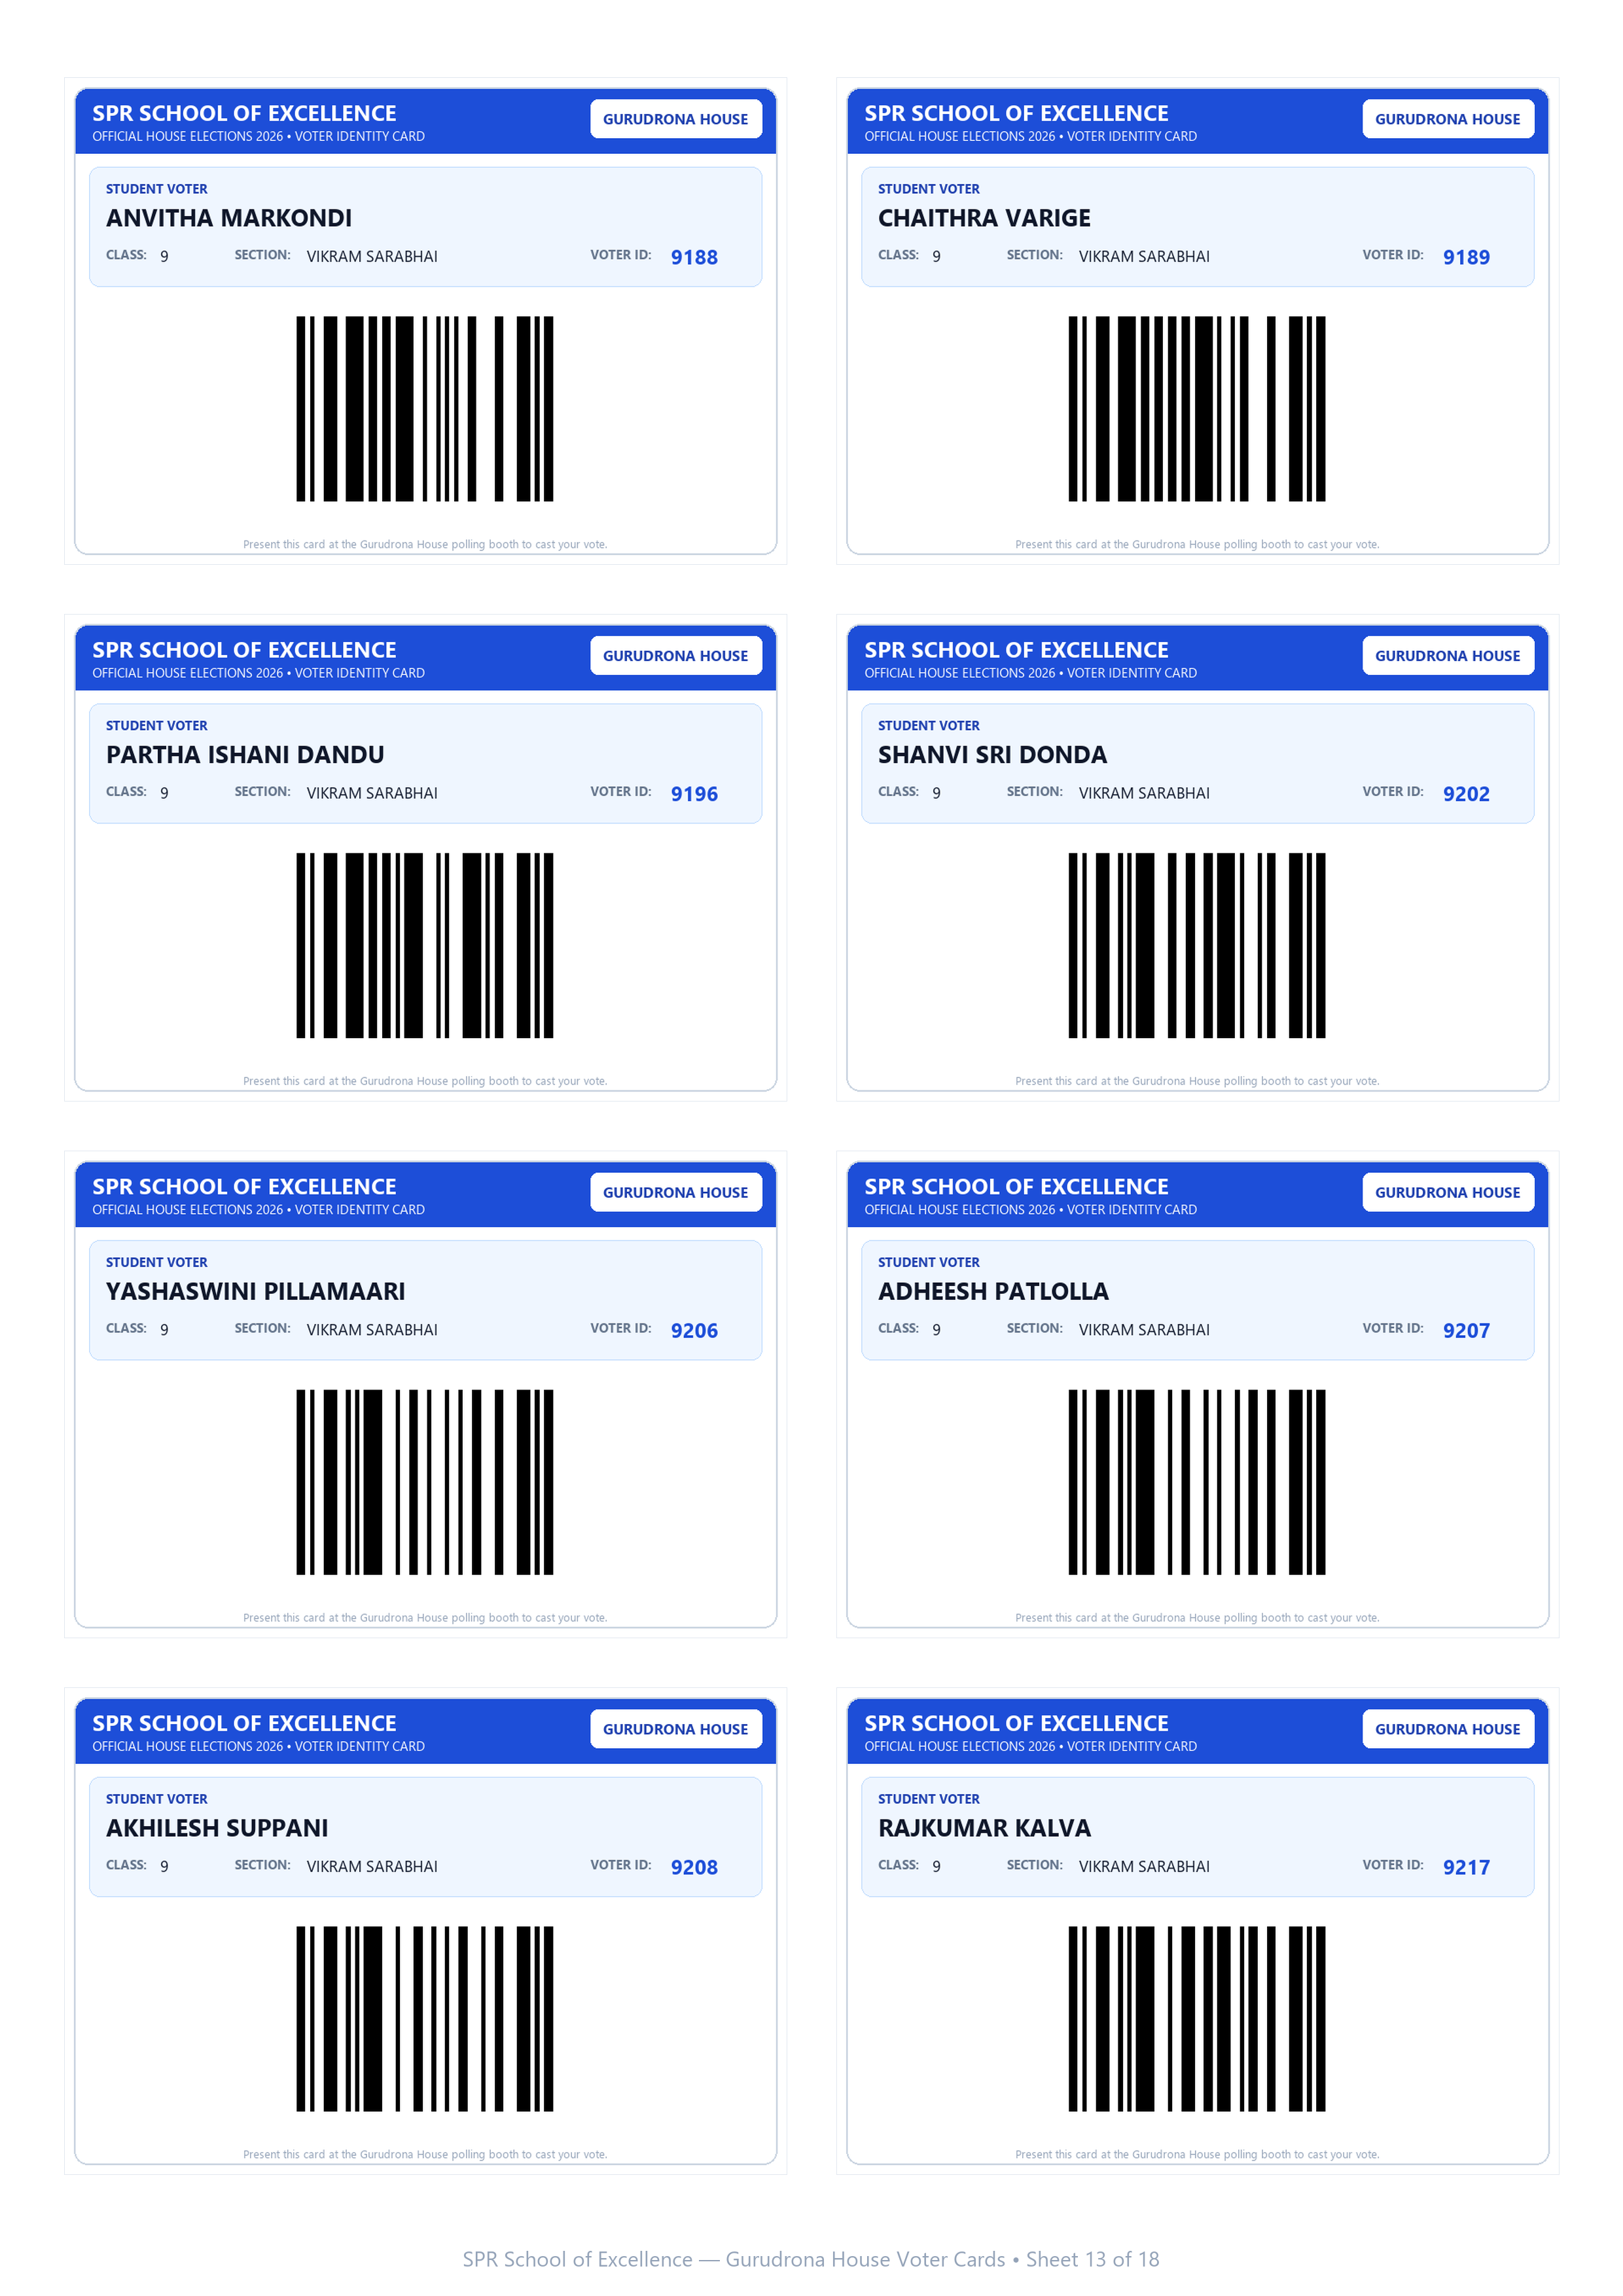 SPR SCHOOL OF EXCELLENCE
OFFICIAL HOUSE ELECTIONS 2026 • VOTER IDENTITY CARD
GURUDRONA HOUSE
STUDENT VOTER
ANVITHA MARKONDI
CLASS: 9 SECTION: VIKRAM SARABHAI VOTER ID: 9188
Present this card at the Gurudrona House polling booth to cast your vote.
SPR SCHOOL OF EXCELLENCE
OFFICIAL HOUSE ELECTIONS 2026 • VOTER IDENTITY CARD
GURUDRONA HOUSE
STUDENT VOTER
CHAITHRA VARIGE
CLASS: 9 SECTION: VIKRAM SARABHAI VOTER ID: 9189
Present this card at the Gurudrona House polling booth to cast your vote.
SPR SCHOOL OF EXCELLENCE
OFFICIAL HOUSE ELECTIONS 2026 • VOTER IDENTITY CARD
GURUDRONA HOUSE
STUDENT VOTER
PARTHA ISHANI DANDU
CLASS: 9 SECTION: VIKRAM SARABHAI VOTER ID: 9196
Present this card at the Gurudrona House polling booth to cast your vote.
SPR SCHOOL OF EXCELLENCE
OFFICIAL HOUSE ELECTIONS 2026 • VOTER IDENTITY CARD
GURUDRONA HOUSE
STUDENT VOTER
SHANVI SRI DONDA
CLASS: 9 SECTION: VIKRAM SARABHAI VOTER ID: 9202
Present this card at the Gurudrona House polling booth to cast your vote.
SPR SCHOOL OF EXCELLENCE
OFFICIAL HOUSE ELECTIONS 2026 • VOTER IDENTITY CARD
GURUDRONA HOUSE
STUDENT VOTER
YASHASWINI PILLAMAARI
CLASS: 9 SECTION: VIKRAM SARABHAI VOTER ID: 9206
Present this card at the Gurudrona House polling booth to cast your vote.
SPR SCHOOL OF EXCELLENCE
OFFICIAL HOUSE ELECTIONS 2026 • VOTER IDENTITY CARD
GURUDRONA HOUSE
STUDENT VOTER
ADHEESH PATLOLLA
CLASS: 9 SECTION: VIKRAM SARABHAI VOTER ID: 9207
Present this card at the Gurudrona House polling booth to cast your vote.
SPR SCHOOL OF EXCELLENCE
OFFICIAL HOUSE ELECTIONS 2026 • VOTER IDENTITY CARD
GURUDRONA HOUSE
STUDENT VOTER
AKHILESH SUPPANI
CLASS: 9 SECTION: VIKRAM SARABHAI VOTER ID: 9208
Present this card at the Gurudrona House polling booth to cast your vote.
SPR SCHOOL OF EXCELLENCE
OFFICIAL HOUSE ELECTIONS 2026 • VOTER IDENTITY CARD
GURUDRONA HOUSE
STUDENT VOTER
RAJKUMAR KALVA
CLASS: 9 SECTION: VIKRAM SARABHAI VOTER ID: 9217
Present this card at the Gurudrona House polling booth to cast your vote.
SPR School of Excellence — Gurudrona House Voter Cards • Sheet 13 of 18